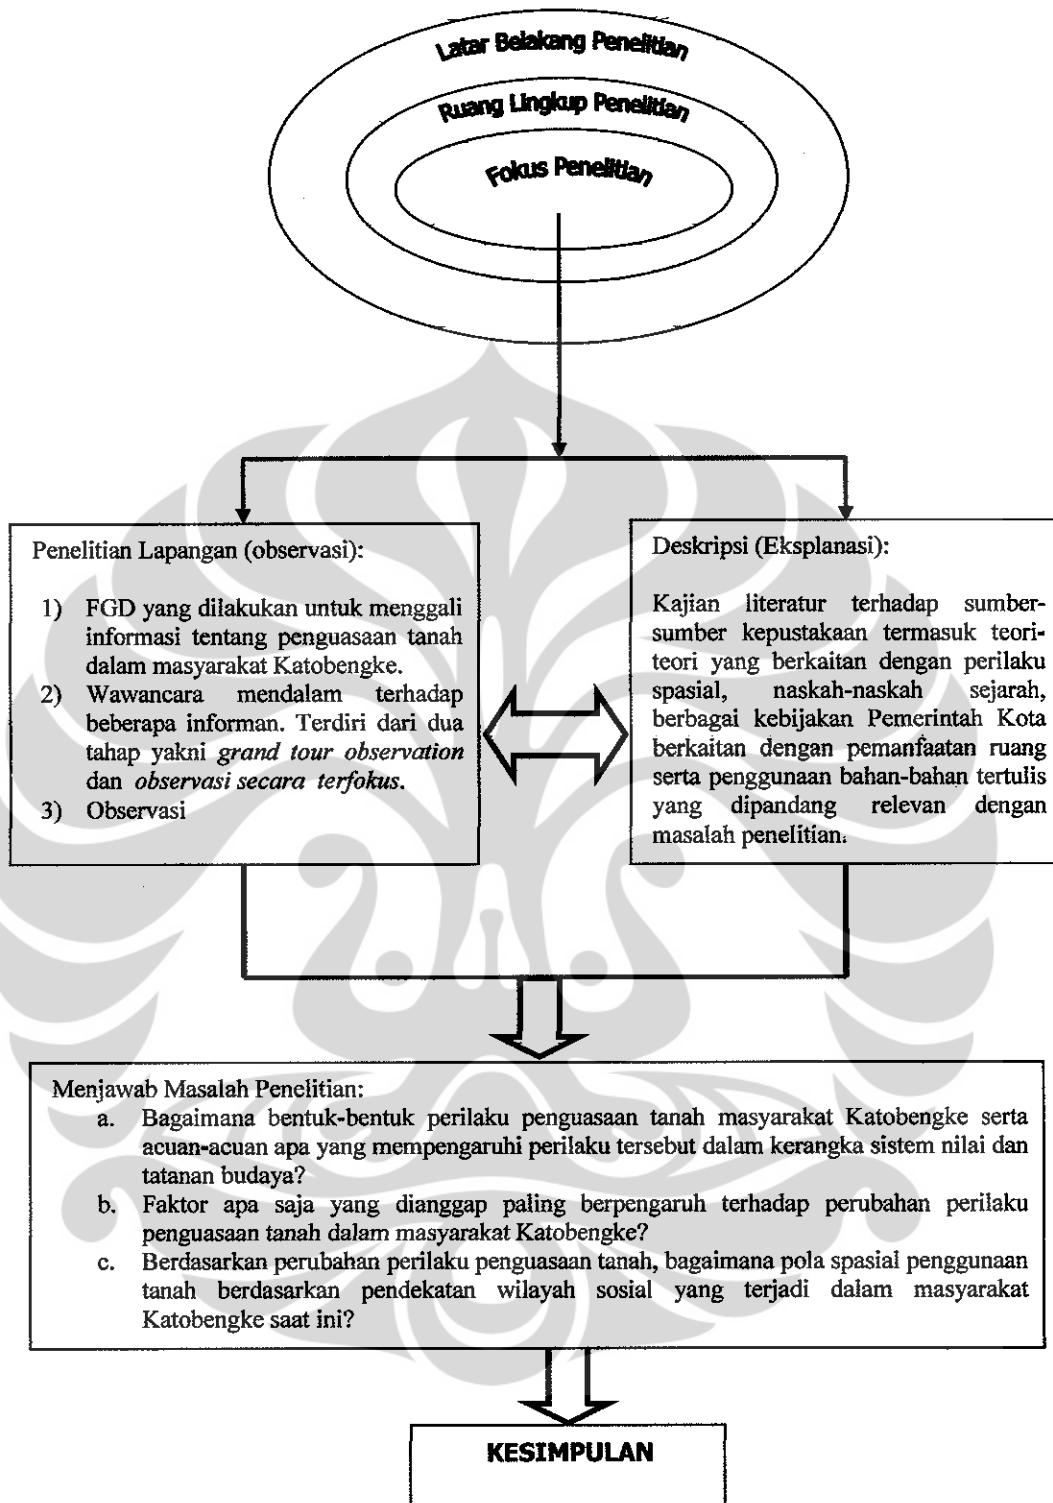 Latar Belakang Penelitian
Ruang Lingkup Penelitian
Fokus Penelitian
Penelitian Lapangan (observasi):
1) FGD yang dilakukan untuk menggali
informasi tentang penguasaan tanah
dalam masyarakat Katobengke.
2) Wawancara mendalam terhadap
beberapa informan. Terdiri dari dua
tahap yakni grand tour observation
dan observasi secara terfokus.
3) Observasi
Deskripsi (Eksplanasi):
Kajian literatur terhadap sumber-
sumber kepustakaan termasuk teori-
teori yang berkaitan dengan perilaku
spasial, naskah-naskah sejarah,
berbagai kebijakan Pemerintah Kota
berkaitan dengan pemanfaatan ruang
serta penggunaan bahan-bahan tertulis
yang dipandang relevan dengan
masalah penelitian.
Menjawab Masalah Penelitian:
a. Bagaimana bentuk-bentuk perilaku penguasaan tanah masyarakat Katobengke serta
acuan-acuan apa yang mempengaruhi perilaku tersebut dalam kerangka sistem nilai dan
tatanan budaya?
b. Faktor apa saja yang dianggap paling berpengaruh terhadap perubahan perilaku
penguasaan tanah dalam masyarakat Katobengke?
c. Berdasarkan perubahan perilaku penguasaan tanah, bagaimana pola spasial penggunaan
tanah berdasarkan pendekatan wilayah sosial yang terjadi dalam masyarakat
Katobengke saat ini?
KESIMPULAN